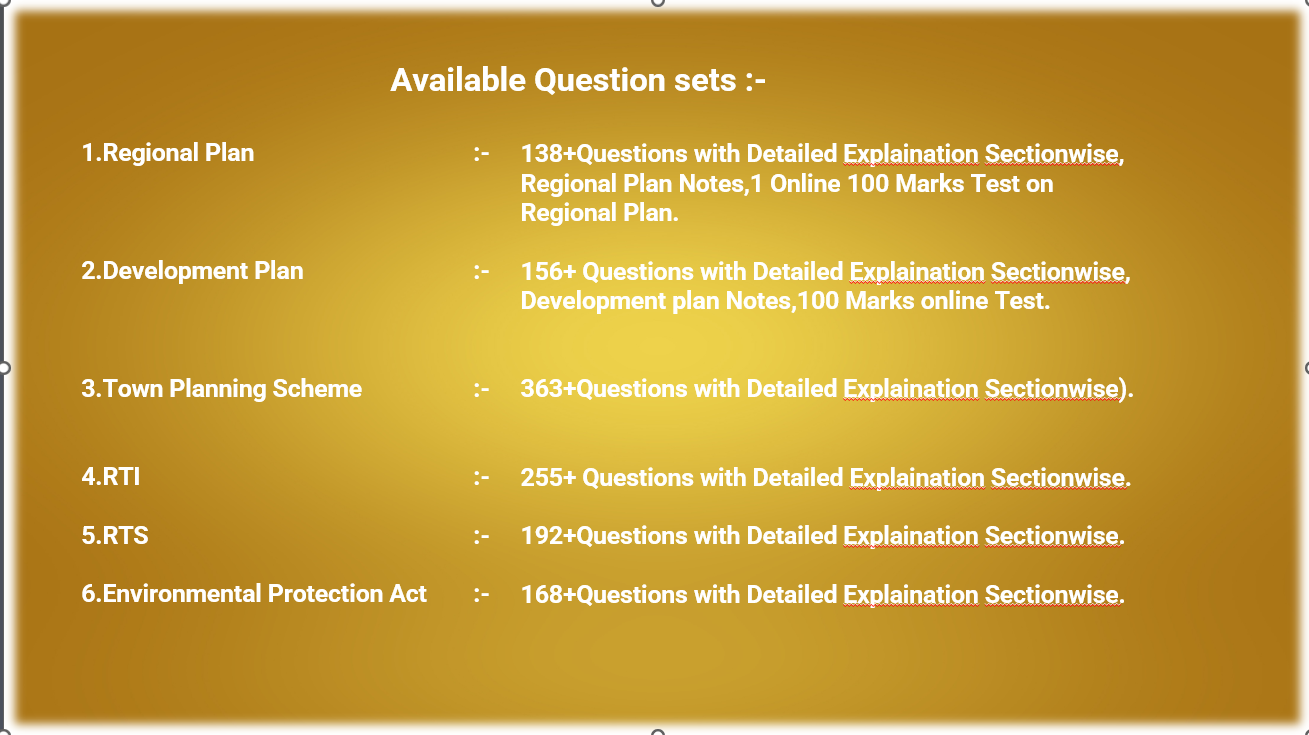 Available Question sets :-
1.Regional Plan :- 138+Questions with Detailed Explaination Sectionwise,
Regional Plan Notes,1 Online 100 Marks Test on
Regional Plan.
2.Development Plan :- 156+ Questions with Detailed Explaination Sectionwise,
Development plan Notes,100 Marks online Test.
3.Town Planning Scheme :- 363+Questions with Detailed Explaination Sectionwise).
4.RTI :- 255+ Questions with Detailed Explaination Sectionwise.
5.RTS :- 192+Questions with Detailed Explaination Sectionwise.
6.Environmental Protection Act :- 168+Questions with Detailed Explaination Sectionwise.